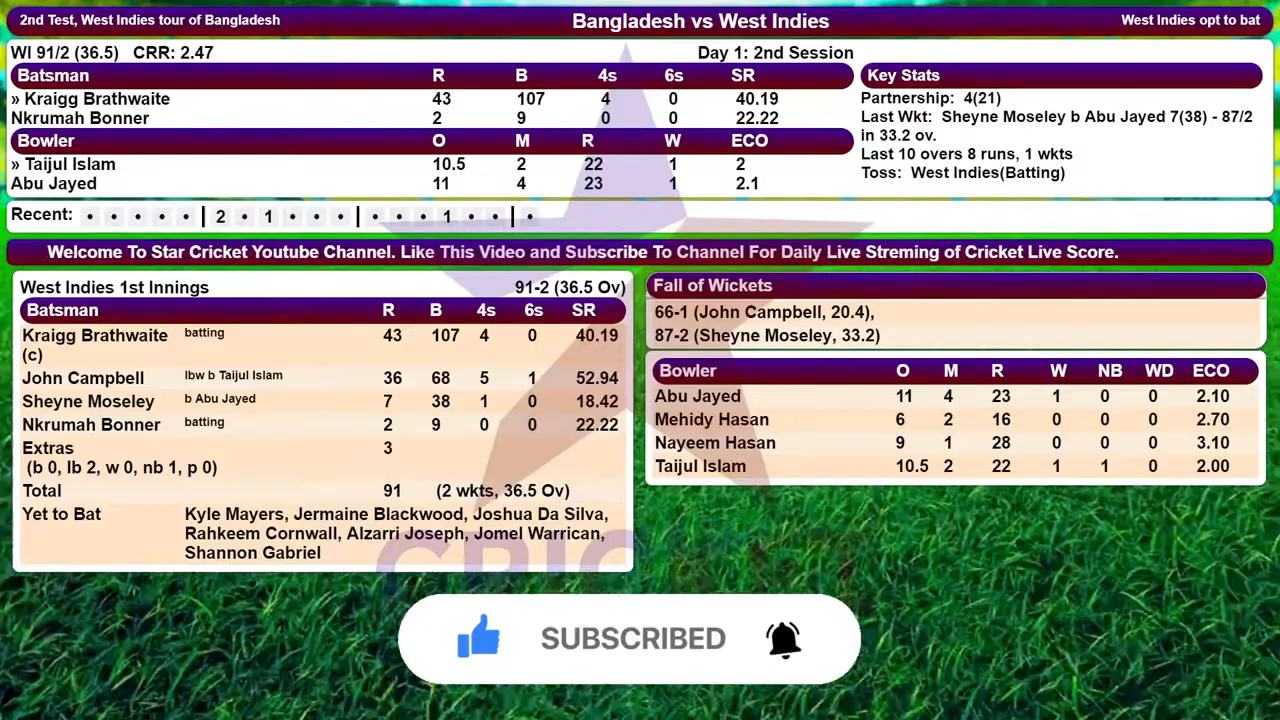 2nd Test, West Indies tour of Bangladesh Bangladesh vs West Indies West Indies opt to bat
WI 91/2 (36.5) CRR: 2.47 Day 1: 2nd Session
Batsman R B 4s 6s SR
» Kraigg Brathwaite 43 107 4 0 40.19
Nkrumah Bonner 2 9 0 0 22.22
Bowler O M R W ECO
» Taijul Islam 10.5 2 22 1 2
Abu Jayed 11 4 23 1 2.1
Key Stats
Partnership: 4(21)
Last Wkt: Sheyne Moseley b Abu Jayed 7(38) - 87/2
in 33.2 ov.
Last 10 overs 8 runs, 1 wkts
Toss: West Indies(Batting)
Recent: • • • • • | 2 • 1 • • • | • • • 1 • • | •
Welcome To Star Cricket Youtube Channel. Like This Video and Subscribe To Channel For Daily Live Streming of Cricket Live Score.
West Indies 1st Innings 91-2 (36.5 Ov)
Batsman R B 4s 6s SR
Kraigg Brathwaite batting 43 107 4 0 40.19
(c)
John Campbell lbw b Taijul Islam 36 68 5 1 52.94
Sheyne Moseley b Abu Jayed 7 38 1 0 18.42
Nkrumah Bonner batting 2 9 0 0 22.22
Extras 3
(b 0, lb 2, w 0, nb 1, p 0)
Total 91 (2 wkts, 36.5 Ov)
Yet to Bat Kyle Mayers, Jermaine Blackwood, Joshua Da Silva,
Rahkeem Cornwall, Alzarri Joseph, Jomel Warrican,
Shannon Gabriel
Fall of Wickets
66-1 (John Campbell, 20.4),
87-2 (Sheyne Moseley, 33.2)
Bowler O M R W NB WD ECO
Abu Jayed 11 4 23 1 0 0 2.10
Mehidy Hasan 6 2 16 0 0 0 2.70
Nayeem Hasan 9 1 28 0 0 0 3.10
Taijul Islam 10.5 2 22 1 1 0 2.00
SUBSCRIBED